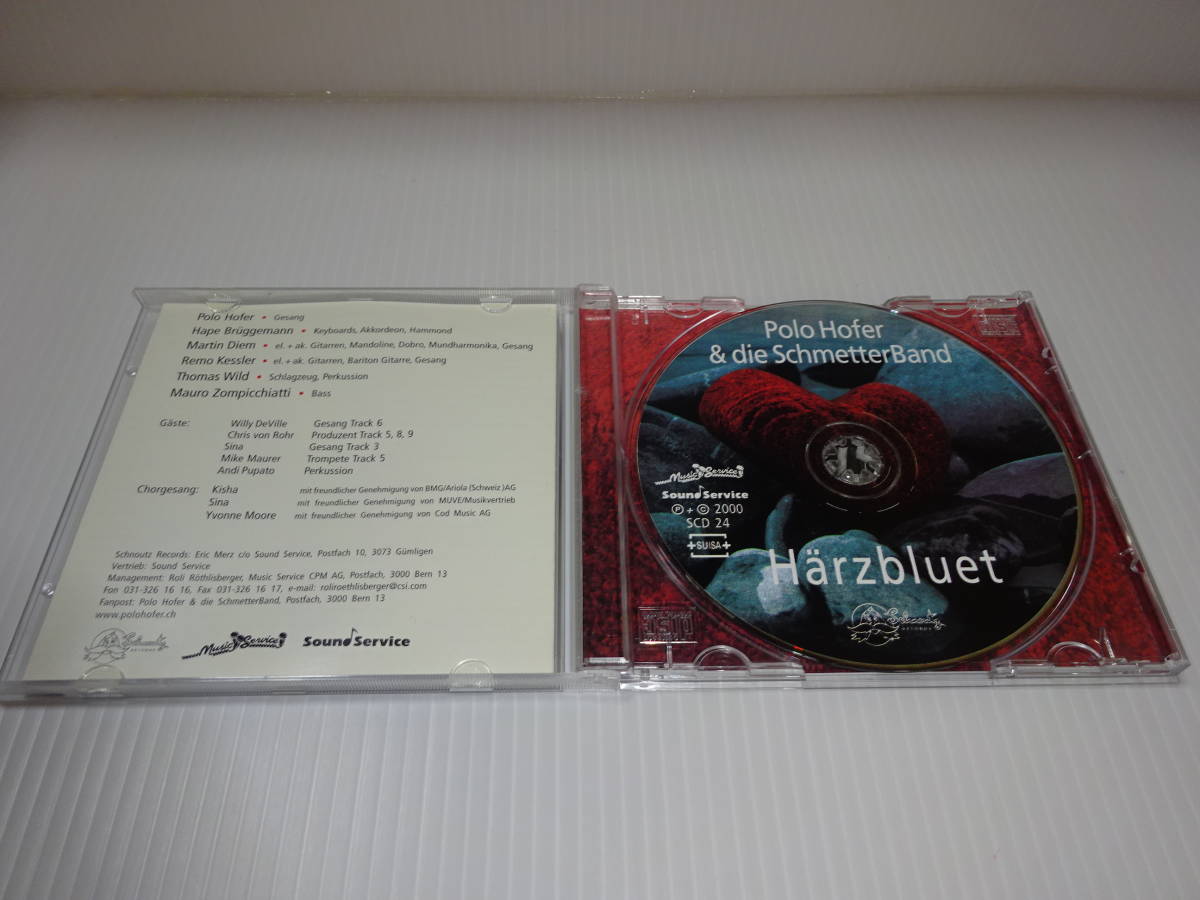 Polo Hofer • Gesang
Hape Brüggemann • Keyboards, Akkordeon, Hammond
Martin Diem • el. + ak. Gitarren, Mandoline, Dobro, Mundharmonika, Gesang
Remo Kessler • el. + ak. Gitarren, Bariton Gitarre, Gesang
Thomas Wild • Schlagzeug, Perkussion
Mauro Zompicchiatti • Bass
Gäste: Willy DeVille Gesang Track 6
Chris von Rohr Produzent Track 5, 8, 9
Sina Gesang Track 3
Mike Maurer Trompete Track 5
Andi Pupato Perkussion
Chorgesang: Kisha mit freundlicher Genehmigung von BMG/Ariola (Schweiz) AG
Sina mit freundlicher Genehmigung von MUVE/Musikvertrieb
Yvonne Moore mit freundlicher Genehmigung von Cod Music AG
Schnoutz Records: Eric Merz c/o Sound Service, Postfach 10, 3073 Gümligen
Vertrieb: Sound Service
Management: Roli Röthlisberger, Music Service CPM AG, Postfach, 3000 Bern 13
Fon 031-326 16 16, Fax 031-326 16 17, e-mail: roliroethlisberger@csi.com
Fanpost: Polo Hofer & die SchmetterBand, Postfach, 3000 Bern 13
www.polohofer.ch
Schnoutz RECORDS Music Service Sound Service
Polo Hofer
& die SchmetterBand
Music Service
Sound Service
℗ + © 2000
SCD 24
+SUISA+
Härzbluet
Schnoutz
RECORDS